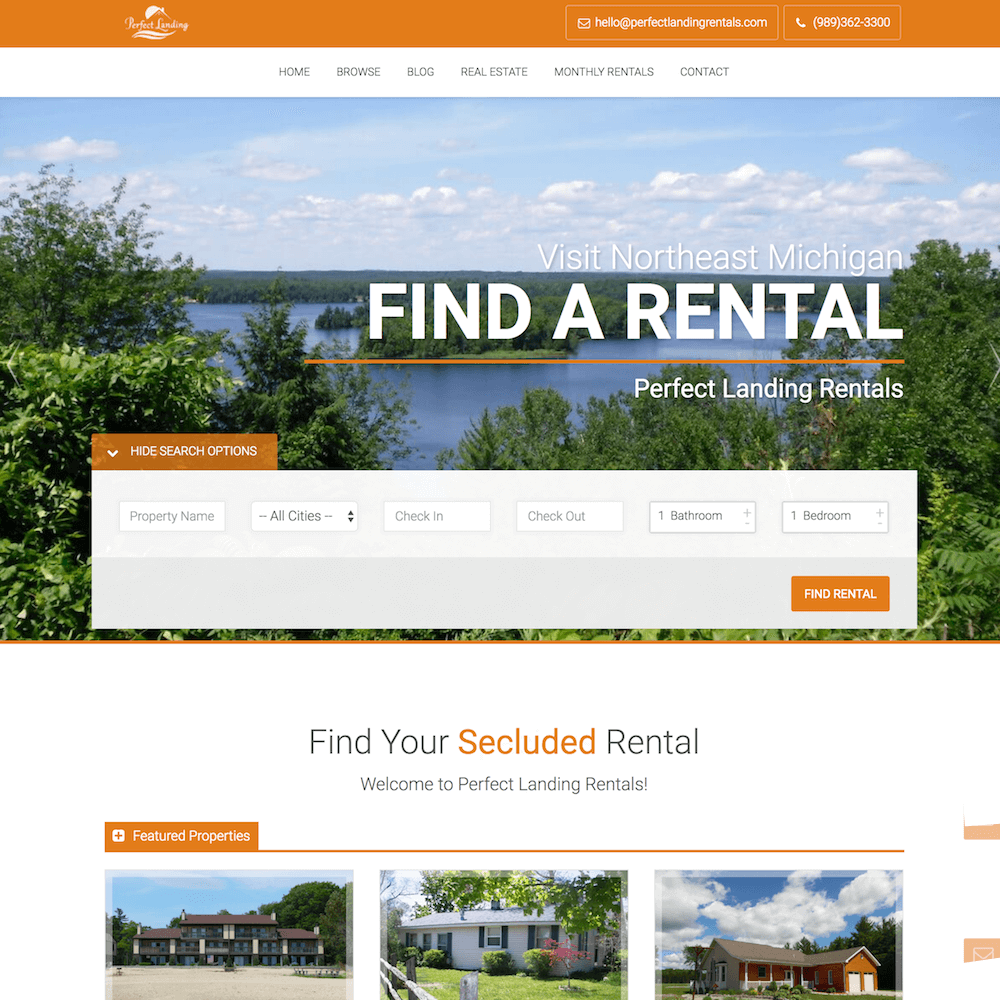 Perfect Landing
hello@perfectlandingrentals.com
(989)362-3300
HOME BROWSE BLOG REAL ESTATE MONTHLY RENTALS CONTACT
Visit Northeast Michigan
FIND A RENTAL
Perfect Landing Rentals
HIDE SEARCH OPTIONS
Property Name -- All Cities -- Check In Check Out 1 Bathroom + - 1 Bedroom + -
FIND RENTAL
Find Your Secluded Rental
Welcome to Perfect Landing Rentals!
Featured Properties